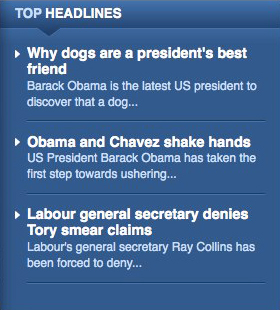 TOP HEADLINES
Why dogs are a president's best
friend
Barack Obama is the latest US president to
discover that a dog...
Obama and Chavez shake hands
US President Barack Obama has taken the
first step towards ushering...
Labour general secretary denies
Tory smear claims
Labour's general secretary Ray Collins has
been forced to deny...